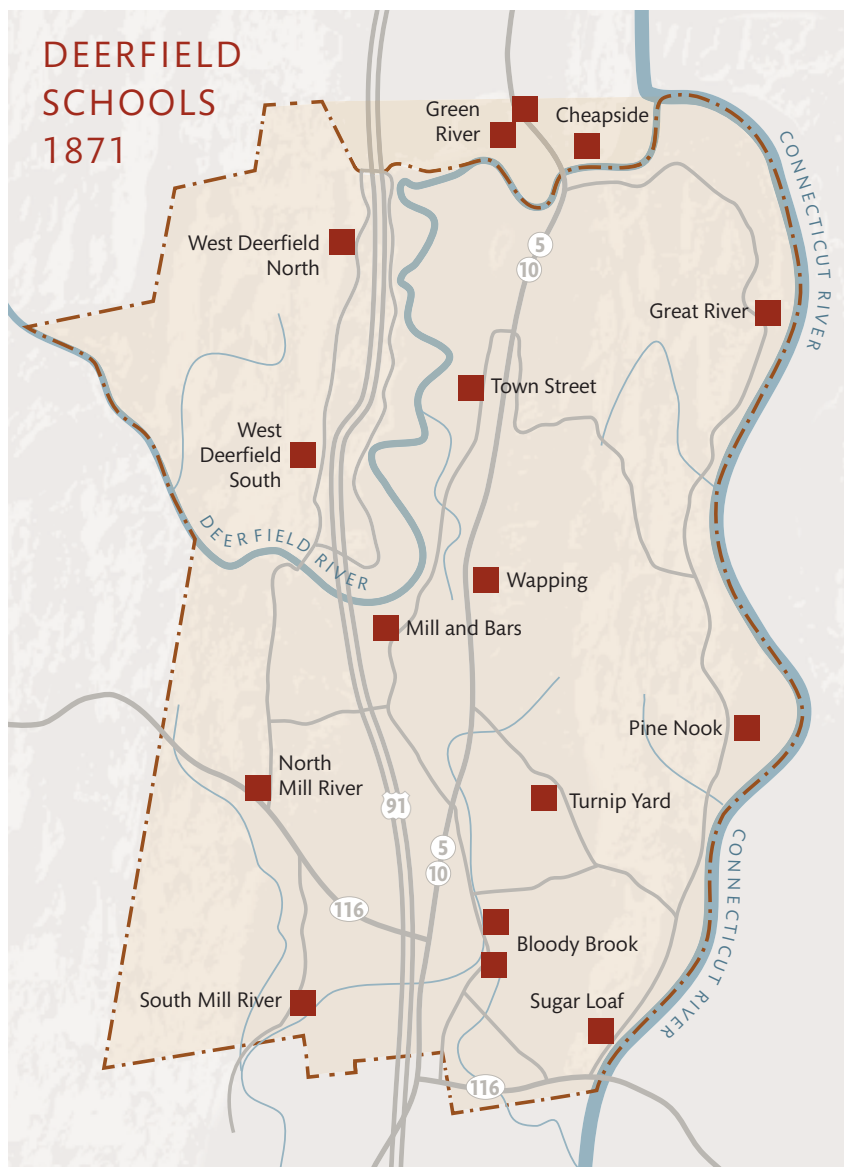 DEERFIELD
SCHOOLS
1871
Green
River
Cheapside
CONNECTICUT RIVER
West Deerfield
North
5
10
Great River
Town Street
West
Deerfield
South
DEERFIELD RIVER
Wapping
Mill and Bars
Pine Nook
North
Mill River
91
Turnip Yard
5
10
CONNECTICUT RIVER
116
Bloody Brook
South Mill River
Sugar Loaf
116